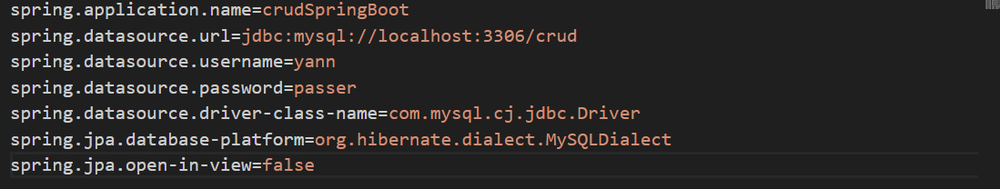 spring.application.name=crudSpringBoot
spring.datasource.url=jdbc:mysql://localhost:3306/crud
spring.datasource.username=yann
spring.datasource.password=passer
spring.datasource.driver-class-name=com.mysql.cj.jdbc.Driver
spring.jpa.database-platform=org.hibernate.dialect.MySQLDialect
spring.jpa.open-in-view=false